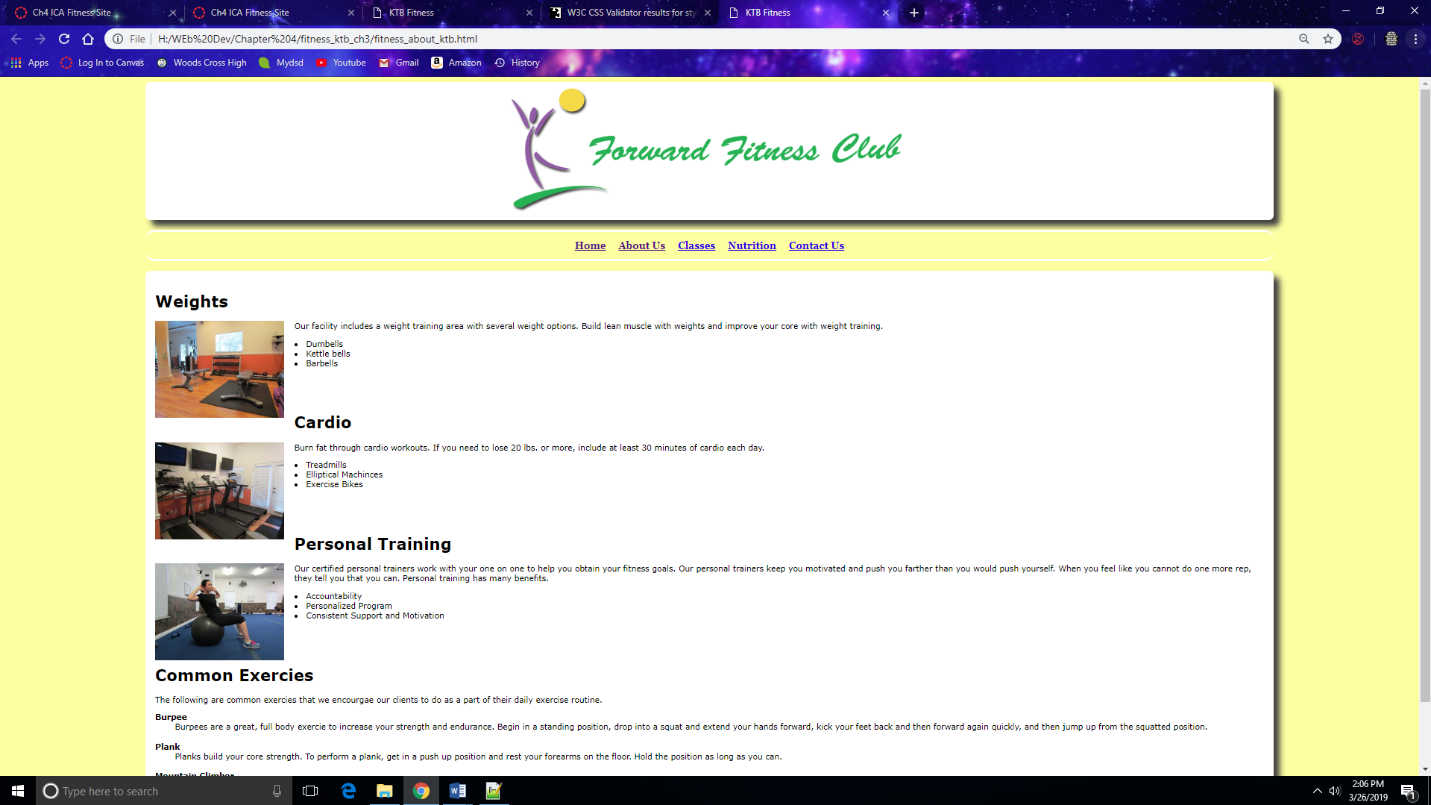 Ch4 ICA Fitness Site
Ch4 ICA Fitness Site
KTB Fitness
W3C CSS Validator results for sty
KTB Fitness
File | H:/WEb%20Dev/Chapter%204/fitness_ktb_ch3/fitness_about_ktb.html
Apps Log In to Canvas Woods Cross High Mydsd Youtube Gmail Amazon History
Forward Fitness Club
Home About Us Classes Nutrition Contact Us
Weights
Our facility includes a weight training area with several weight options. Build lean muscle with weights and improve your core with weight training.
Dumbells
Kettle bells
Barbells
Cardio
Burn fat through cardio workouts. If you need to lose 20 lbs. or more, include at least 30 minutes of cardio each day.
Treadmills
Elliptical Machinces
Exercise Bikes
Personal Training
Our certified personal trainers work with your one on one to help you obtain your fitness goals. Our personal trainers keep you motivated and push you farther than you would push yourself. When you feel like you cannot do one more rep,
they tell you that you can. Personal training has many benefits.
Accountability
Personalized Program
Consistent Support and Motivation
Common Exercies
The following are common exercies that we encourgae our clients to do as a part of their daily exercise routine.
Burpee
Burpees are a great, full body exercie to increase your strength and endurance. Begin in a standing position, drop into a squat and extend your hands forward, kick your feet back and then forward again quickly, and then jump up from the squatted position.
Plank
Planks build your core strength. To perform a plank, get in a push up position and rest your forearms on the floor. Hold the position as long as you can.
Mountain Climber
Type here to search
2:06 PM
3/26/2019
1